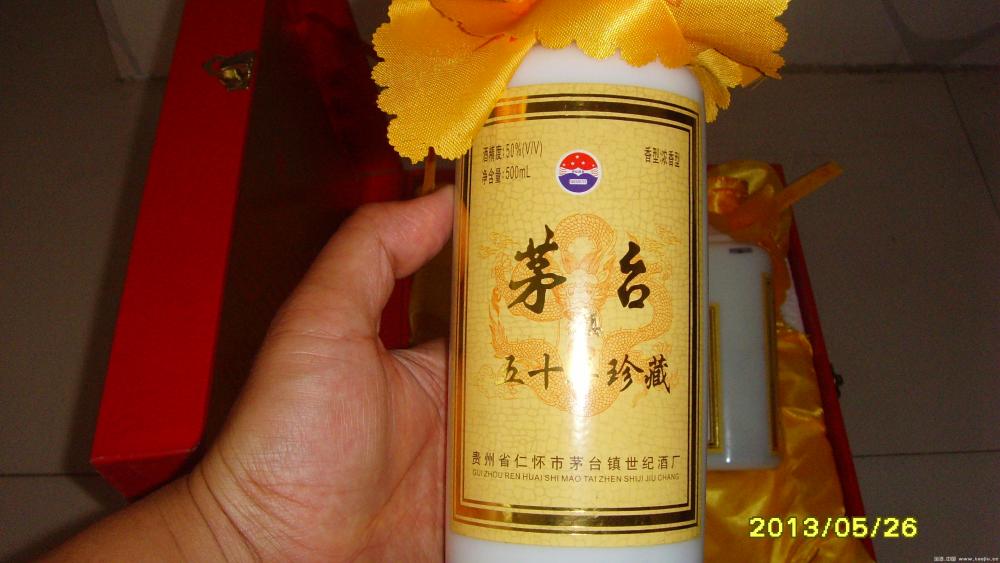 酒精度:50%(V/V)
净含量:500mL
香型:浓香型
茅台
五十年珍藏
贵州省仁怀市茅台镇世纪酒厂
GUI ZHOU REN HUAI SHI MAO TAI ZHEN SHIJI JIU CHANG
2013/05/26